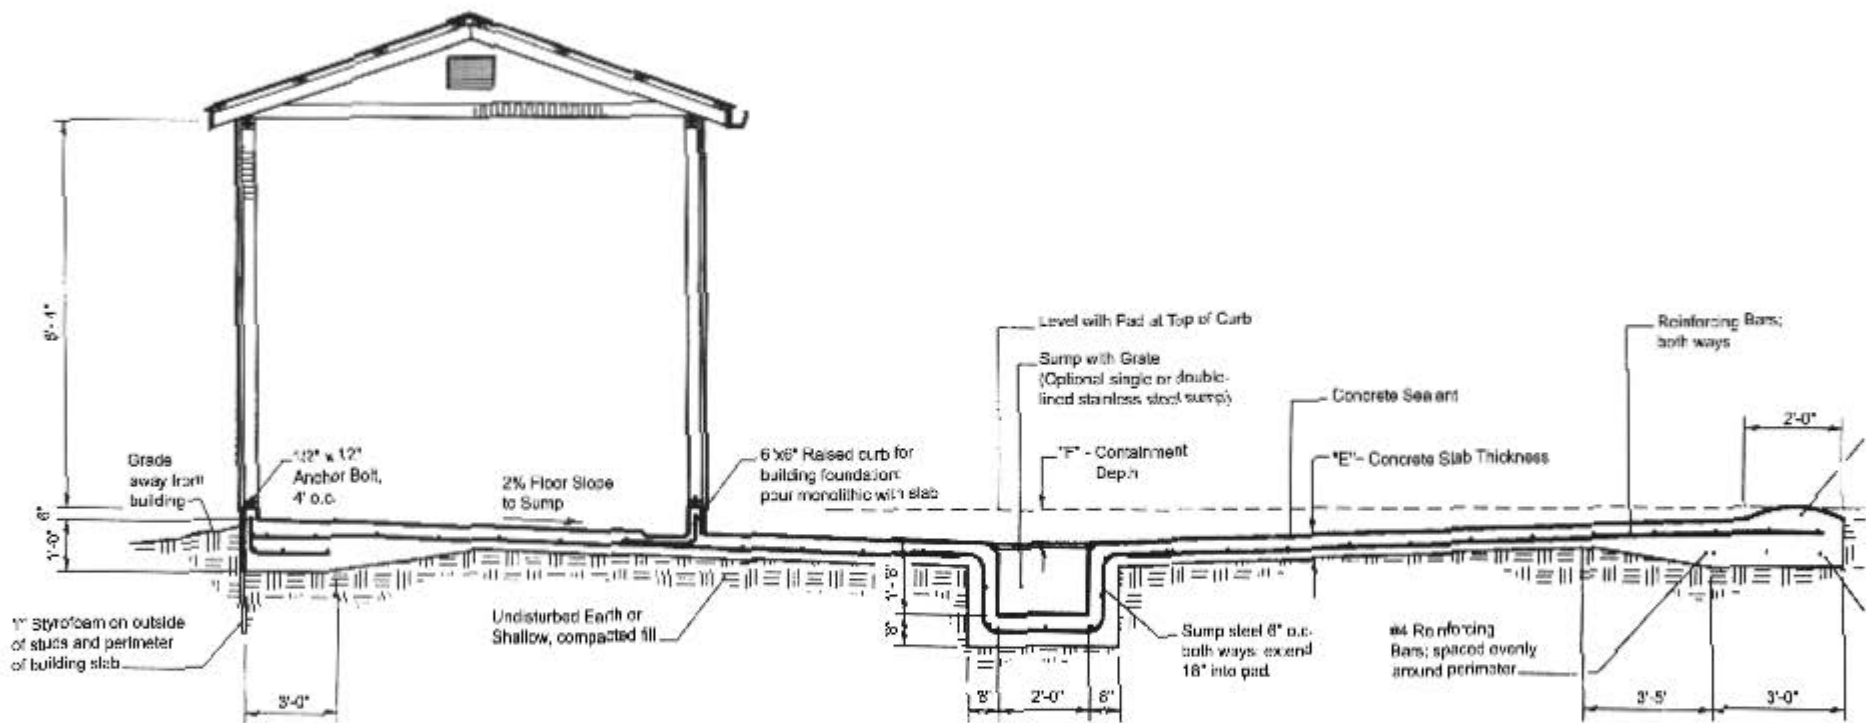 8'-4"
6"
1'-0"
Grade
away from
building
1/2" x 12"
Anchor Bolt,
4' o.c.
2% Floor Slope
to Sump
6"x6" Raised curb for
building foundation:
pour monolithic with slab
Level with Pad at Top of Curb
Sump with Grate
(Optional single or double-
lined stainless steel sump)
"F" - Containment
Depth
Concrete Sealant
"E"- Concrete Slab Thickness
Reinforcing Bars;
both ways
2'-0"
1" Styrofoam on outside
of studs and perimeter
of building slab
3'-0"
Undisturbed Earth or
Shallow, compacted fill
8"
8"
2'-0"
8"
Sump steel 6" o.c.
both ways; extend
18" into pad.
#4 Reinforcing
Bars; spaced evenly
around perimeter
3'-5'
3'-0"